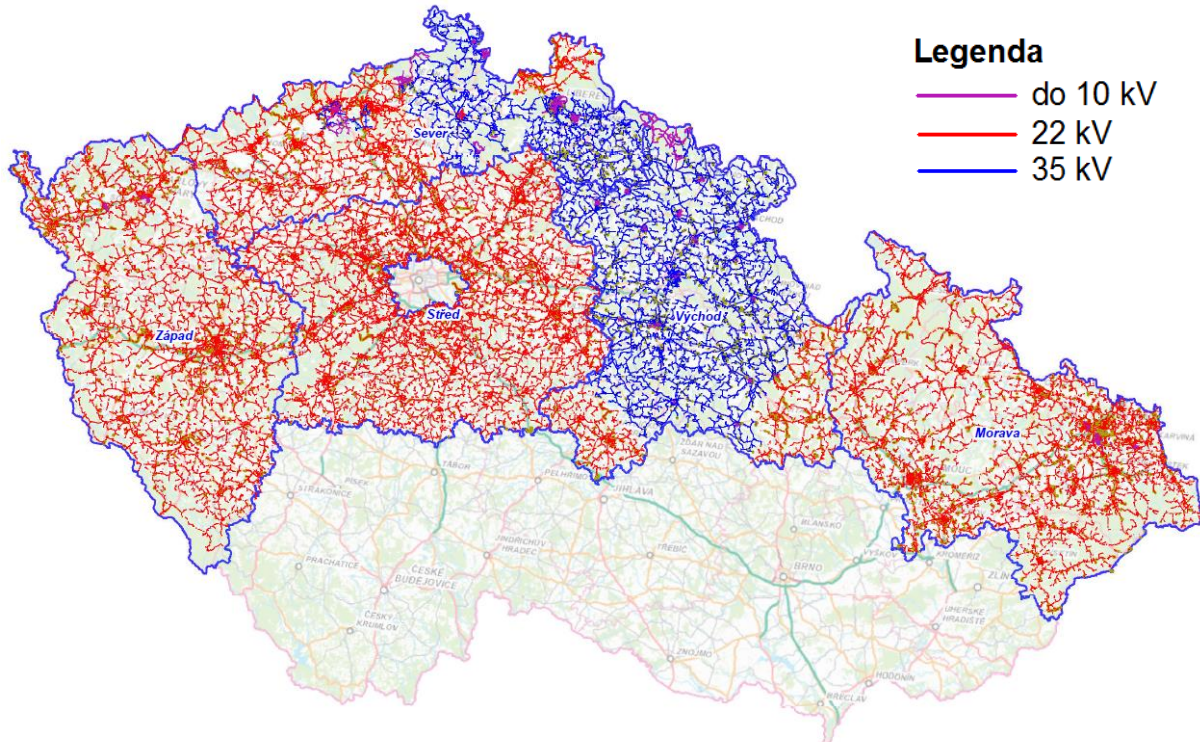 Legenda
do 10 kV
22 kV
35 kV
Sever
Západ
Střed
Východ
Morava
LIBERE
KARVINÁ
ŽĎÁR NAD
SÁZAVOU
TÁBOR
PÍSEK
PELHŘIMO
STRAKONICE
JIHLAVA
BLANSKO
JINDŘICHŮV
HRADEC
TŘEBÍČ
VYŠKOV
KROMĚŘÍŽ
PRACHATICE
ČESKÉ
BUDĚJOVICE
BRNO
ZLÍN
ČESKÝ
KRUMLOV
UHERSKÉ
HRADIŠTĚ
ZNOJMO
HODONÍN
BŘECLAV